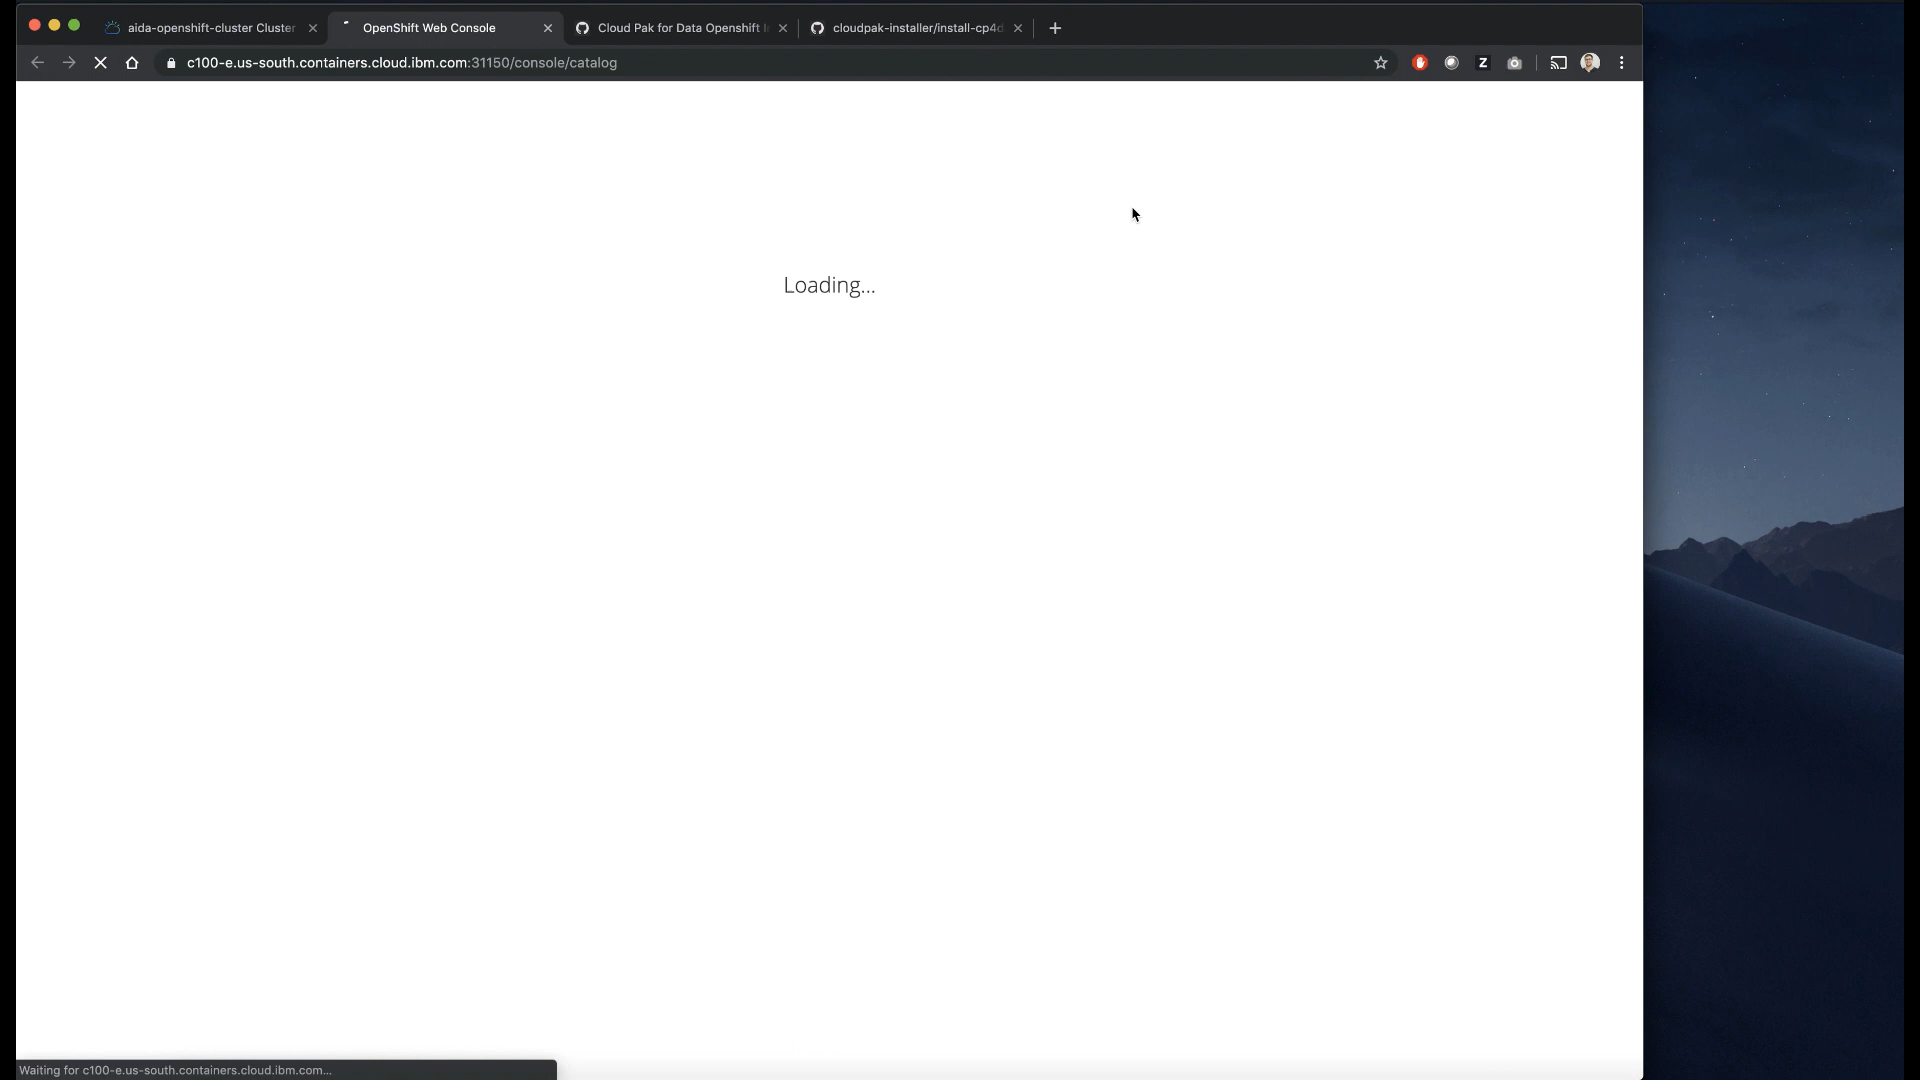 aida-openshift-cluster Cluster
OpenShift Web Console
Cloud Pak for Data Openshift
cloudpak-installer/install-cp4d
c100-e.us-south.containers.cloud.ibm.com:31150/console/catalog
Z
Loading...
Waiting for c100-e.us-south.containers.cloud.ibm.com...